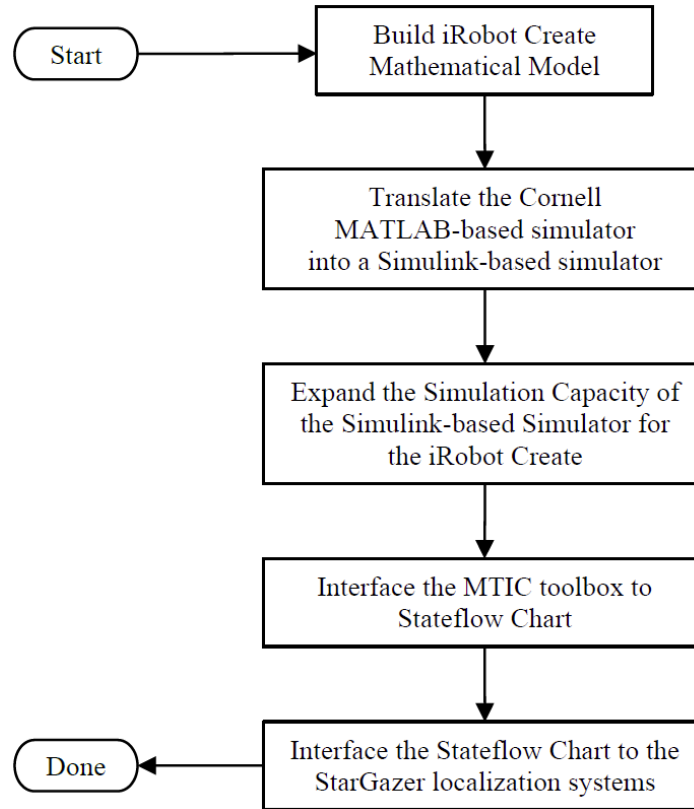 Start
Build iRobot Create
Mathematical Model
Translate the Cornell
MATLAB-based simulator
into a Simulink-based simulator
Expand the Simulation Capacity of
the Simulink-based Simulator for
the iRobot Create
Interface the MTIC toolbox to
Stateflow Chart
Interface the Stateflow Chart to the
StarGazer localization systems
Done